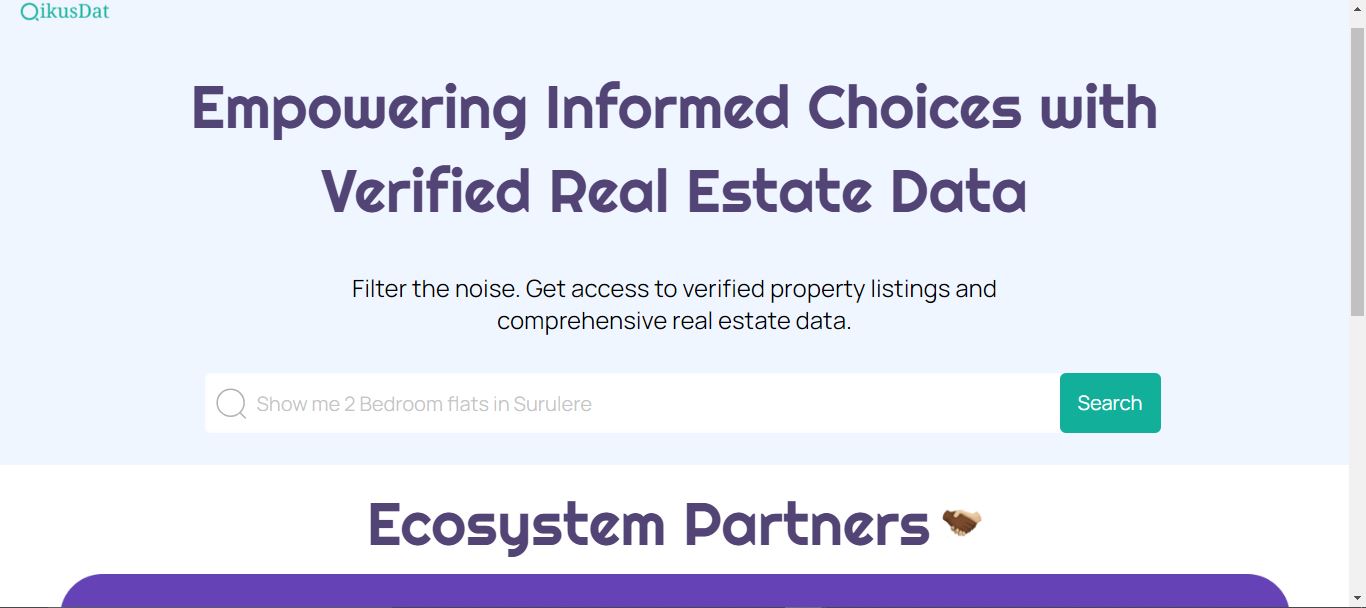 QikusDat
Empowering Informed Choices with
Verified Real Estate Data
Filter the noise. Get access to verified property listings and
comprehensive real estate data.
Show me 2 Bedroom flats in Surulere
Search
Ecosystem Partners